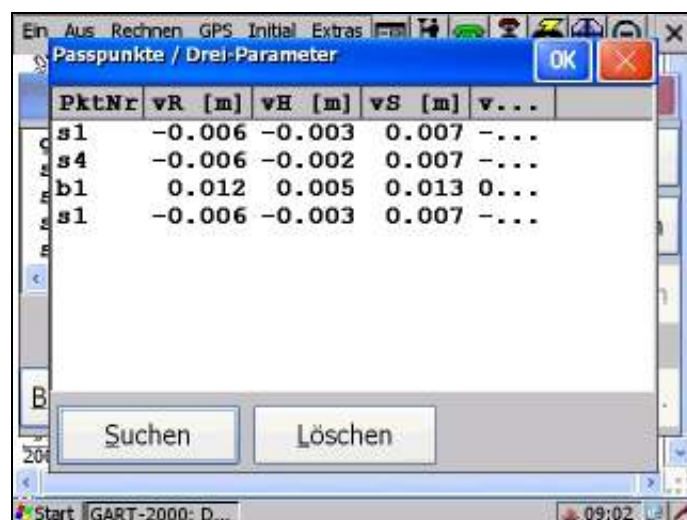 Ein Aus Rechnen GPS Initial Extras
Passpunkte / Drei-Parameter OK
PktNr vR [m] vH [m] vS [m] v...
s1 -0.006 -0.003 0.007 -...
s4 -0.006 -0.002 0.007 -...
b1 0.012 0.005 0.013 0...
s1 -0.006 -0.003 0.007 -...
B
Suchen Löschen
200
Start GART-2000: D... 09:02